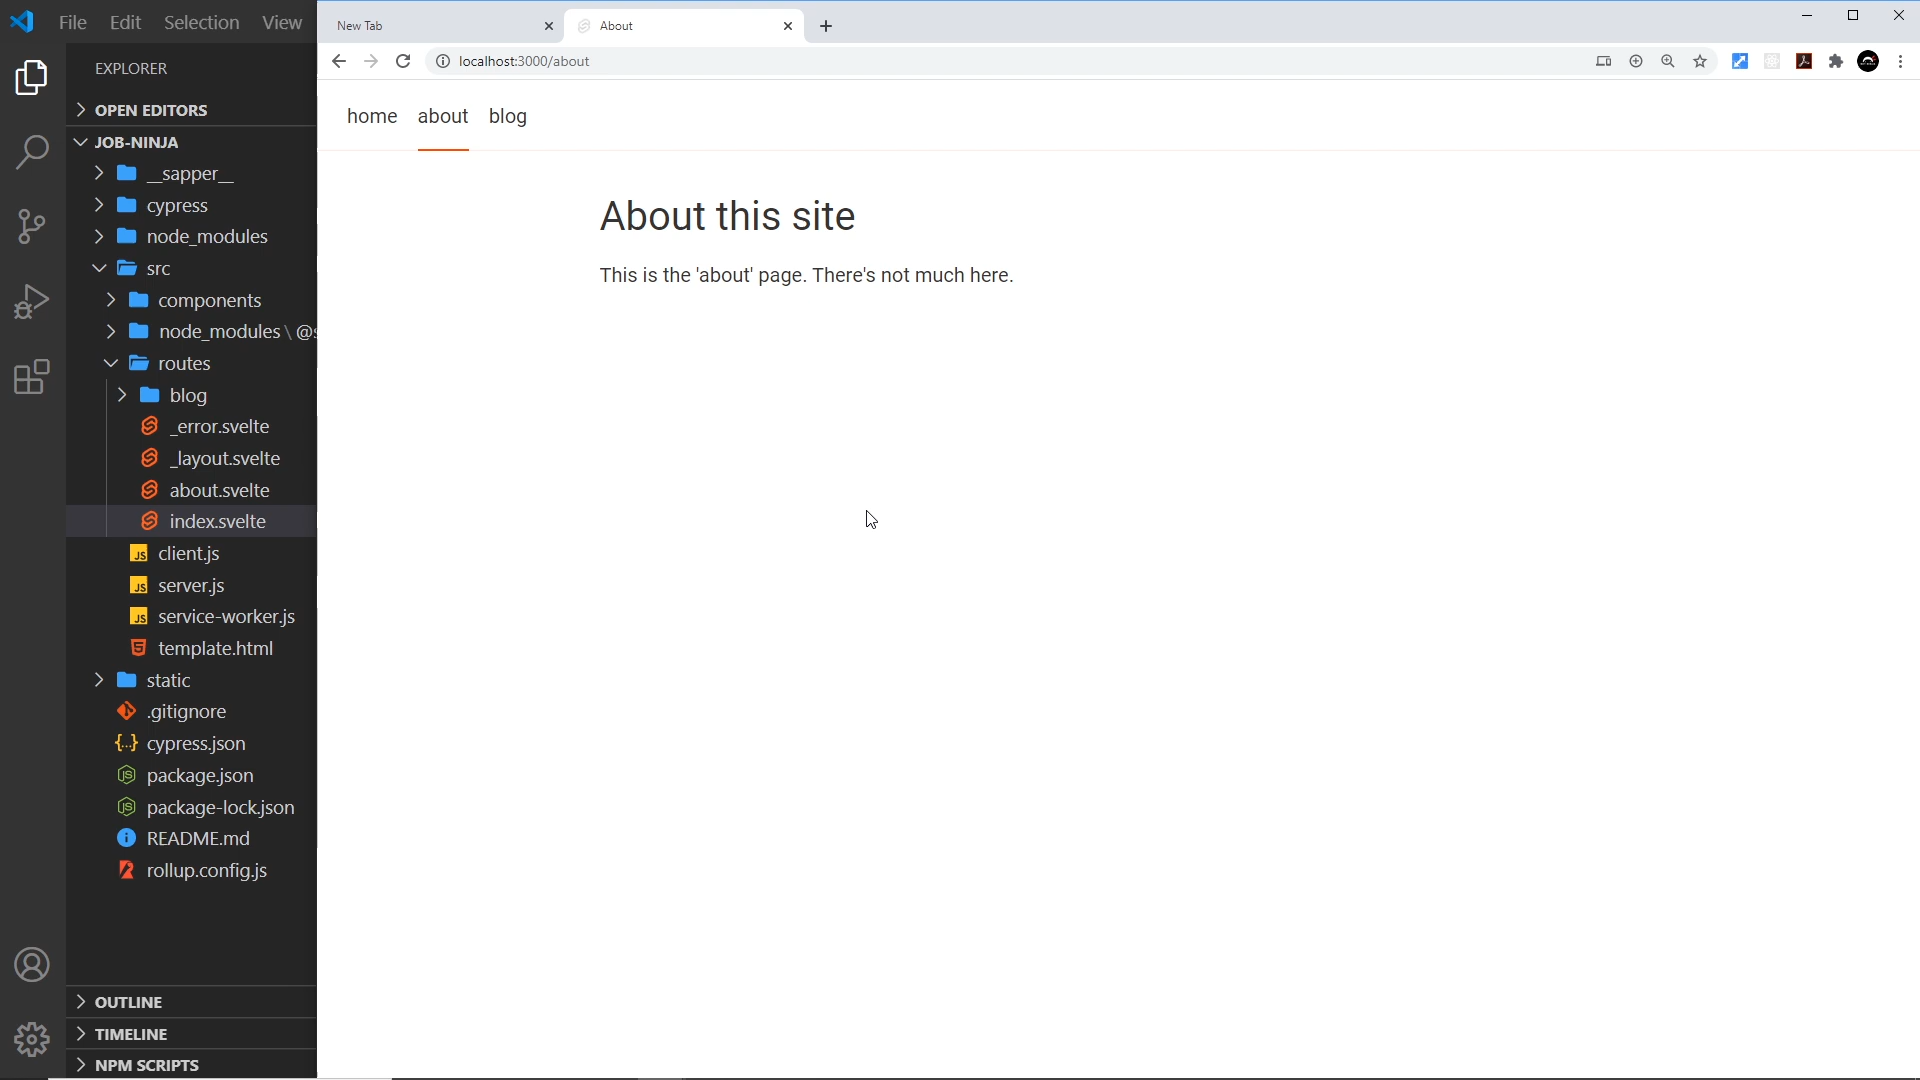 File Edit Selection View
EXPLORER
OPEN EDITORS
JOB-NINJA
__sapper__
cypress
node_modules
src
components
node_modules \ @s
routes
blog
_error.svelte
_layout.svelte
about.svelte
index.svelte
client.js
server.js
service-worker.js
template.html
static
.gitignore
cypress.json
package.json
package-lock.json
README.md
rollup.config.js
OUTLINE
TIMELINE
NPM SCRIPTS
New Tab
About
localhost:3000/about
home about blog
About this site
This is the 'about' page. There's not much here.